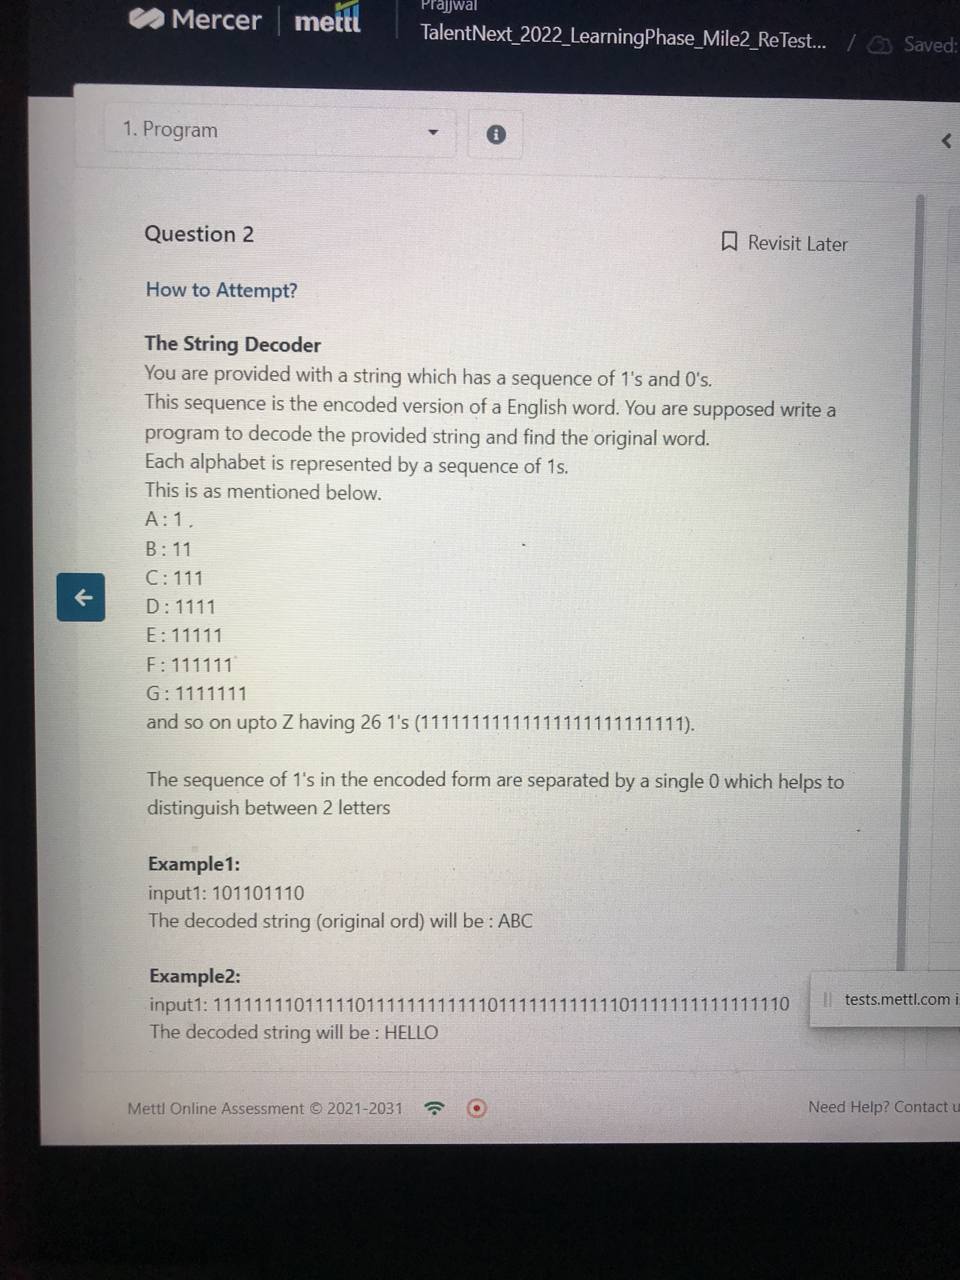 Mercer mettl
Prajjwal
TalentNext_2022_LearningPhase_Mile2_ReTest... / Saved:
1. Program
Question 2
Revisit Later
How to Attempt?
The String Decoder
You are provided with a string which has a sequence of 1's and 0's.
This sequence is the encoded version of a English word. You are supposed write a
program to decode the provided string and find the original word.
Each alphabet is represented by a sequence of 1s.
This is as mentioned below.
A : 1 .
B : 11
C : 111
D : 1111
E : 11111
F : 111111
G : 1111111
and so on upto Z having 26 1's (11111111111111111111111111).
The sequence of 1's in the encoded form are separated by a single 0 which helps to
distinguish between 2 letters
Example1:
input1: 101101110
The decoded string (original ord) will be : ABC
Example2:
input1:
The decoded string will be : HELLO
tests.mettl.com i
Mettl Online Assessment © 2021-2031
Need Help? Contact u